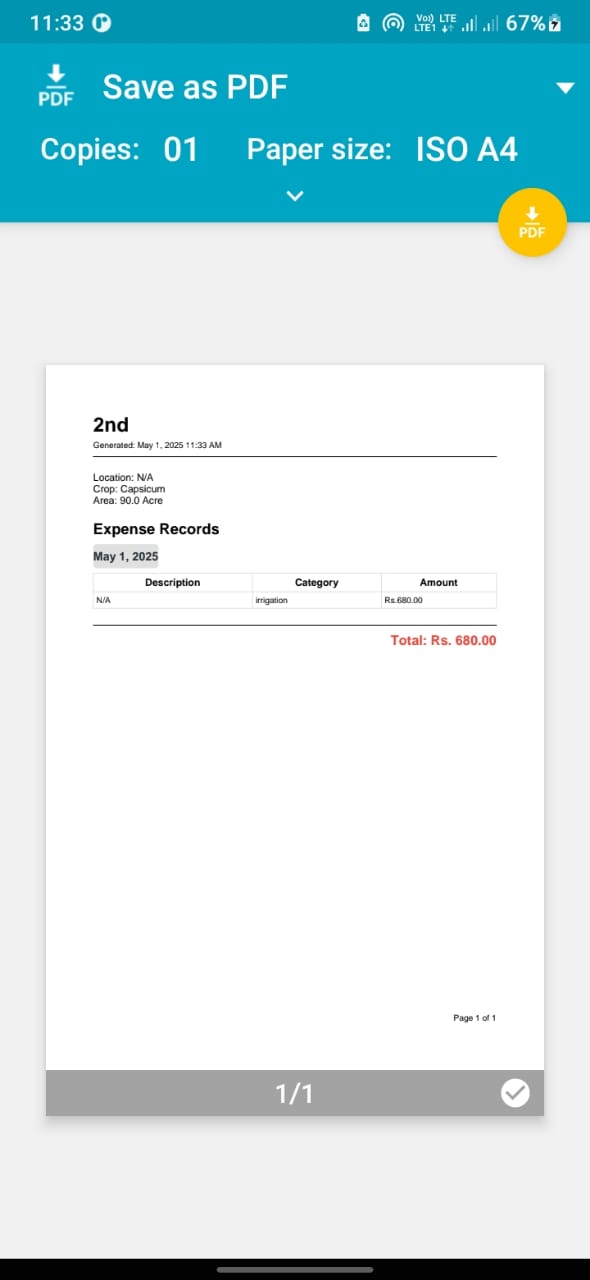 11:33
Vo)) LTE
LTE1
67%
PDF
Save as PDF
Copies: 01 Paper size: ISO A4
PDF
2nd
Generated: May 1, 2025 11:33 AM
Location: N/A
Crop: Capsicum
Area: 90.0 Acre
Expense Records
May 1, 2025
Description Category Amount
N/A irrigation Rs.680.00
Total: Rs. 680.00
Page 1 of 1
1/1